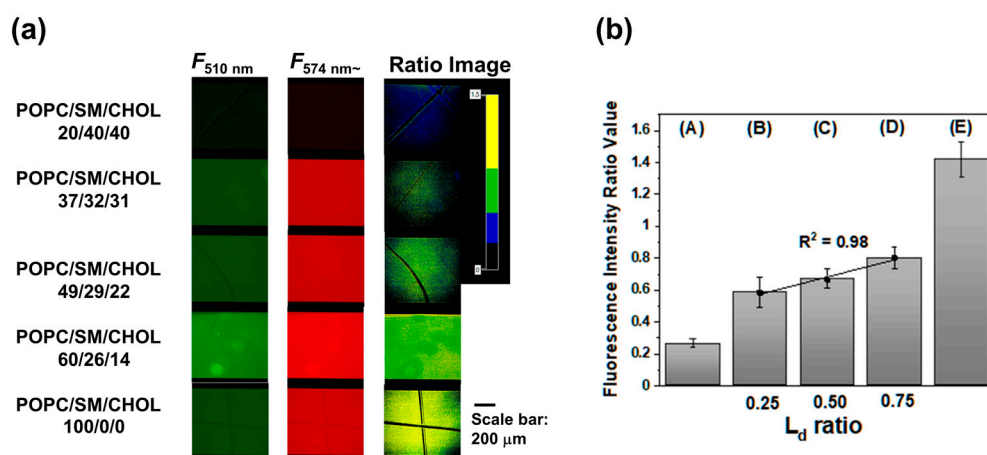 (a)
F510 nm
F574 nm~
Ratio Image
POPC/SM/CHOL
20/40/40
POPC/SM/CHOL
37/32/31
POPC/SM/CHOL
49/29/22
POPC/SM/CHOL
60/26/14
POPC/SM/CHOL
100/0/0
1.5
0
Scale bar:
200 μm
(b)
Fluorescence Intensity Ratio Value
1.6
1.4
1.2
1.0
0.8
0.6
0.4
0.2
0
(A) (B) (C) (D) (E)
R² = 0.98
0.25 0.50 0.75
Ld ratio